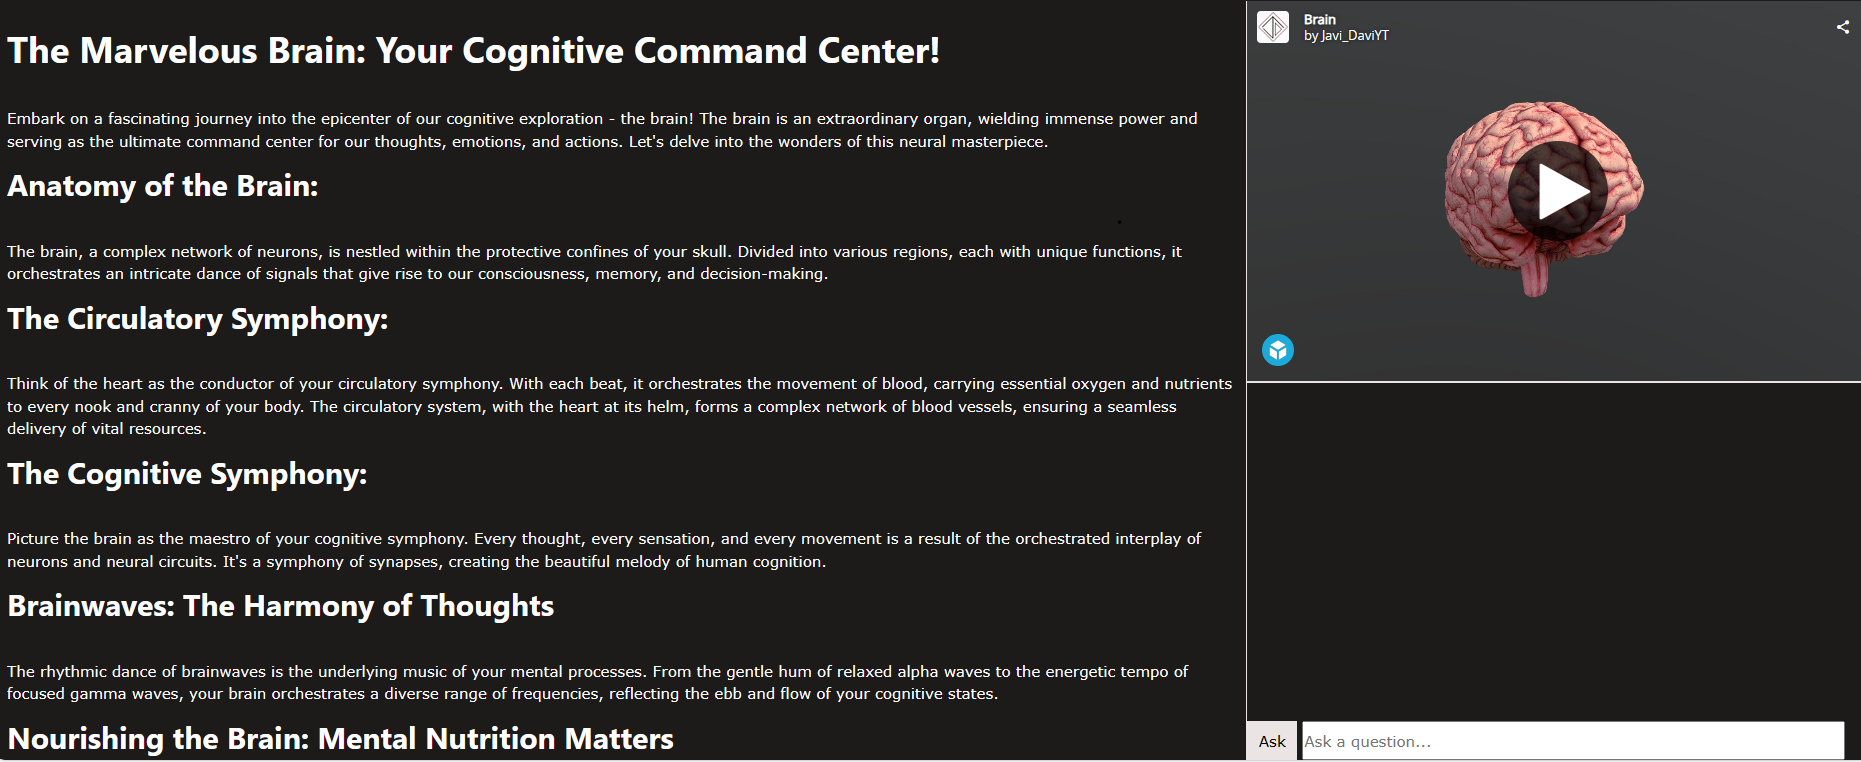 The Marvelous Brain: Your Cognitive Command Center!
Embark on a fascinating journey into the epicenter of our cognitive exploration - the brain! The brain is an extraordinary organ, wielding immense power and
serving as the ultimate command center for our thoughts, emotions, and actions. Let's delve into the wonders of this neural masterpiece.
Anatomy of the Brain:
The brain, a complex network of neurons, is nestled within the protective confines of your skull. Divided into various regions, each with unique functions, it
orchestrates an intricate dance of signals that give rise to our consciousness, memory, and decision-making.
The Circulatory Symphony:
Think of the heart as the conductor of your circulatory symphony. With each beat, it orchestrates the movement of blood, carrying essential oxygen and nutrients
to every nook and cranny of your body. The circulatory system, with the heart at its helm, forms a complex network of blood vessels, ensuring a seamless
delivery of vital resources.
The Cognitive Symphony:
Picture the brain as the maestro of your cognitive symphony. Every thought, every sensation, and every movement is a result of the orchestrated interplay of
neurons and neural circuits. It's a symphony of synapses, creating the beautiful melody of human cognition.
Brainwaves: The Harmony of Thoughts
The rhythmic dance of brainwaves is the underlying music of your mental processes. From the gentle hum of relaxed alpha waves to the energetic tempo of
focused gamma waves, your brain orchestrates a diverse range of frequencies, reflecting the ebb and flow of your cognitive states.
Nourishing the Brain: Mental Nutrition Matters
Brain
by Javi_DaviYT
Ask
Ask a question...